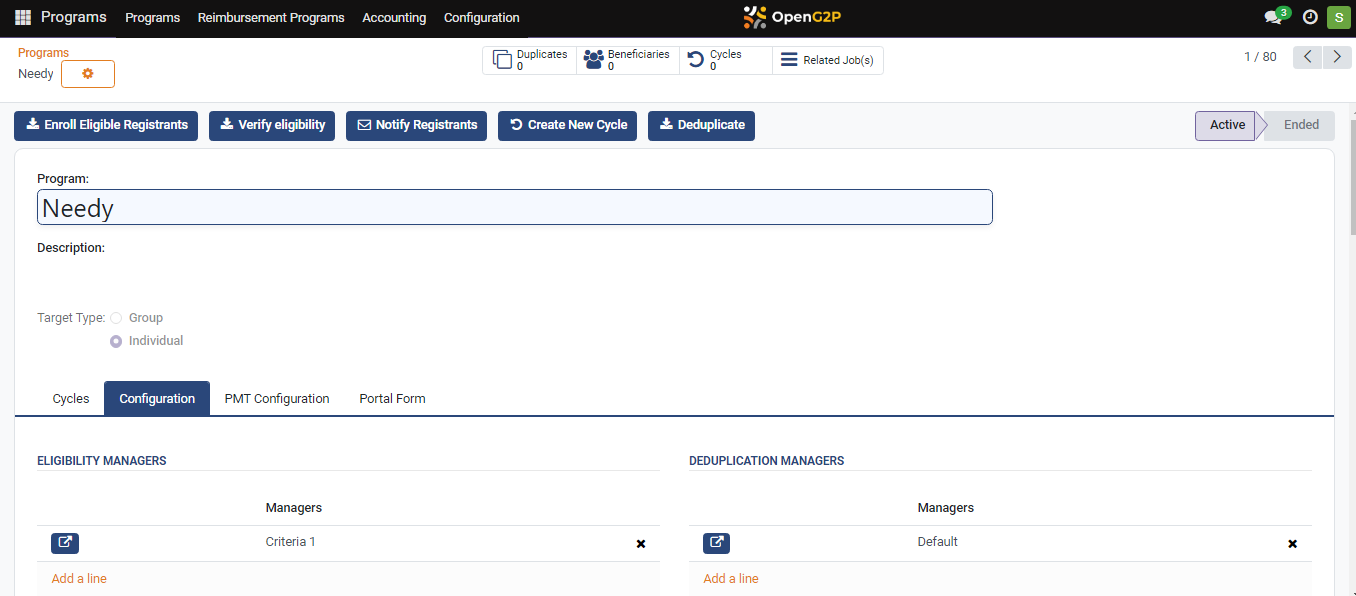 Programs Programs Reimbursement Programs Accounting Configuration OpenG2P 3 S
Programs
Needy
Duplicates
0
Beneficiaries
0
Cycles
0
Related Job(s)
1 / 80
Enroll Eligible Registrants Verify eligibility Notify Registrants Create New Cycle Deduplicate Active Ended
Program:
Needy
Description:
Target Type: Group
Individual
Cycles Configuration PMT Configuration Portal Form
ELIGIBILITY MANAGERS
Managers
Criteria 1
Add a line
DEDUPLICATION MANAGERS
Managers
Default
Add a line